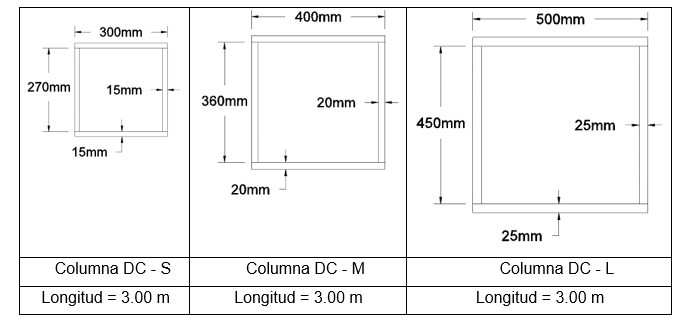 300mm
270mm
15mm
15mm
Columna DC - S
Longitud = 3.00 m
400mm
360mm
20mm
20mm
Columna DC - M
Longitud = 3.00 m
500mm
450mm
25mm
25mm
Columna DC - L
Longitud = 3.00 m